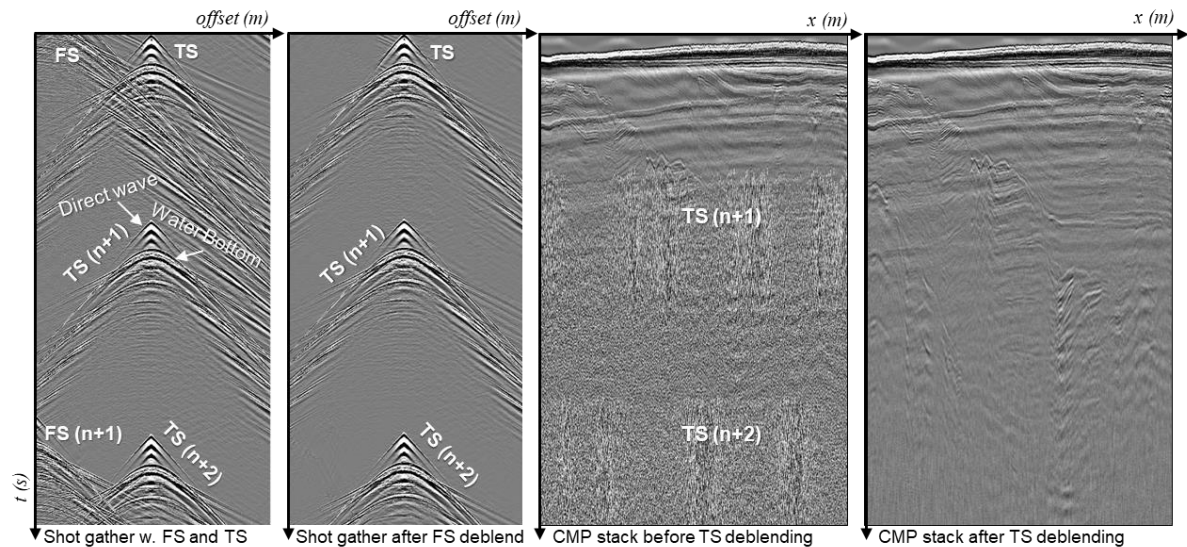 offset (m)
offset (m)
x (m)
x (m)
FS
TS
TS
Direct wave
Water Bottom
TS (n+1)
TS (n+1)
TS (n+1)
FS (n+1)
TS (n+2)
TS (n+2)
TS (n+2)
t (s)
Shot gather w. FS and TS
Shot gather after FS deblend
CMP stack before TS deblending
CMP stack after TS deblending